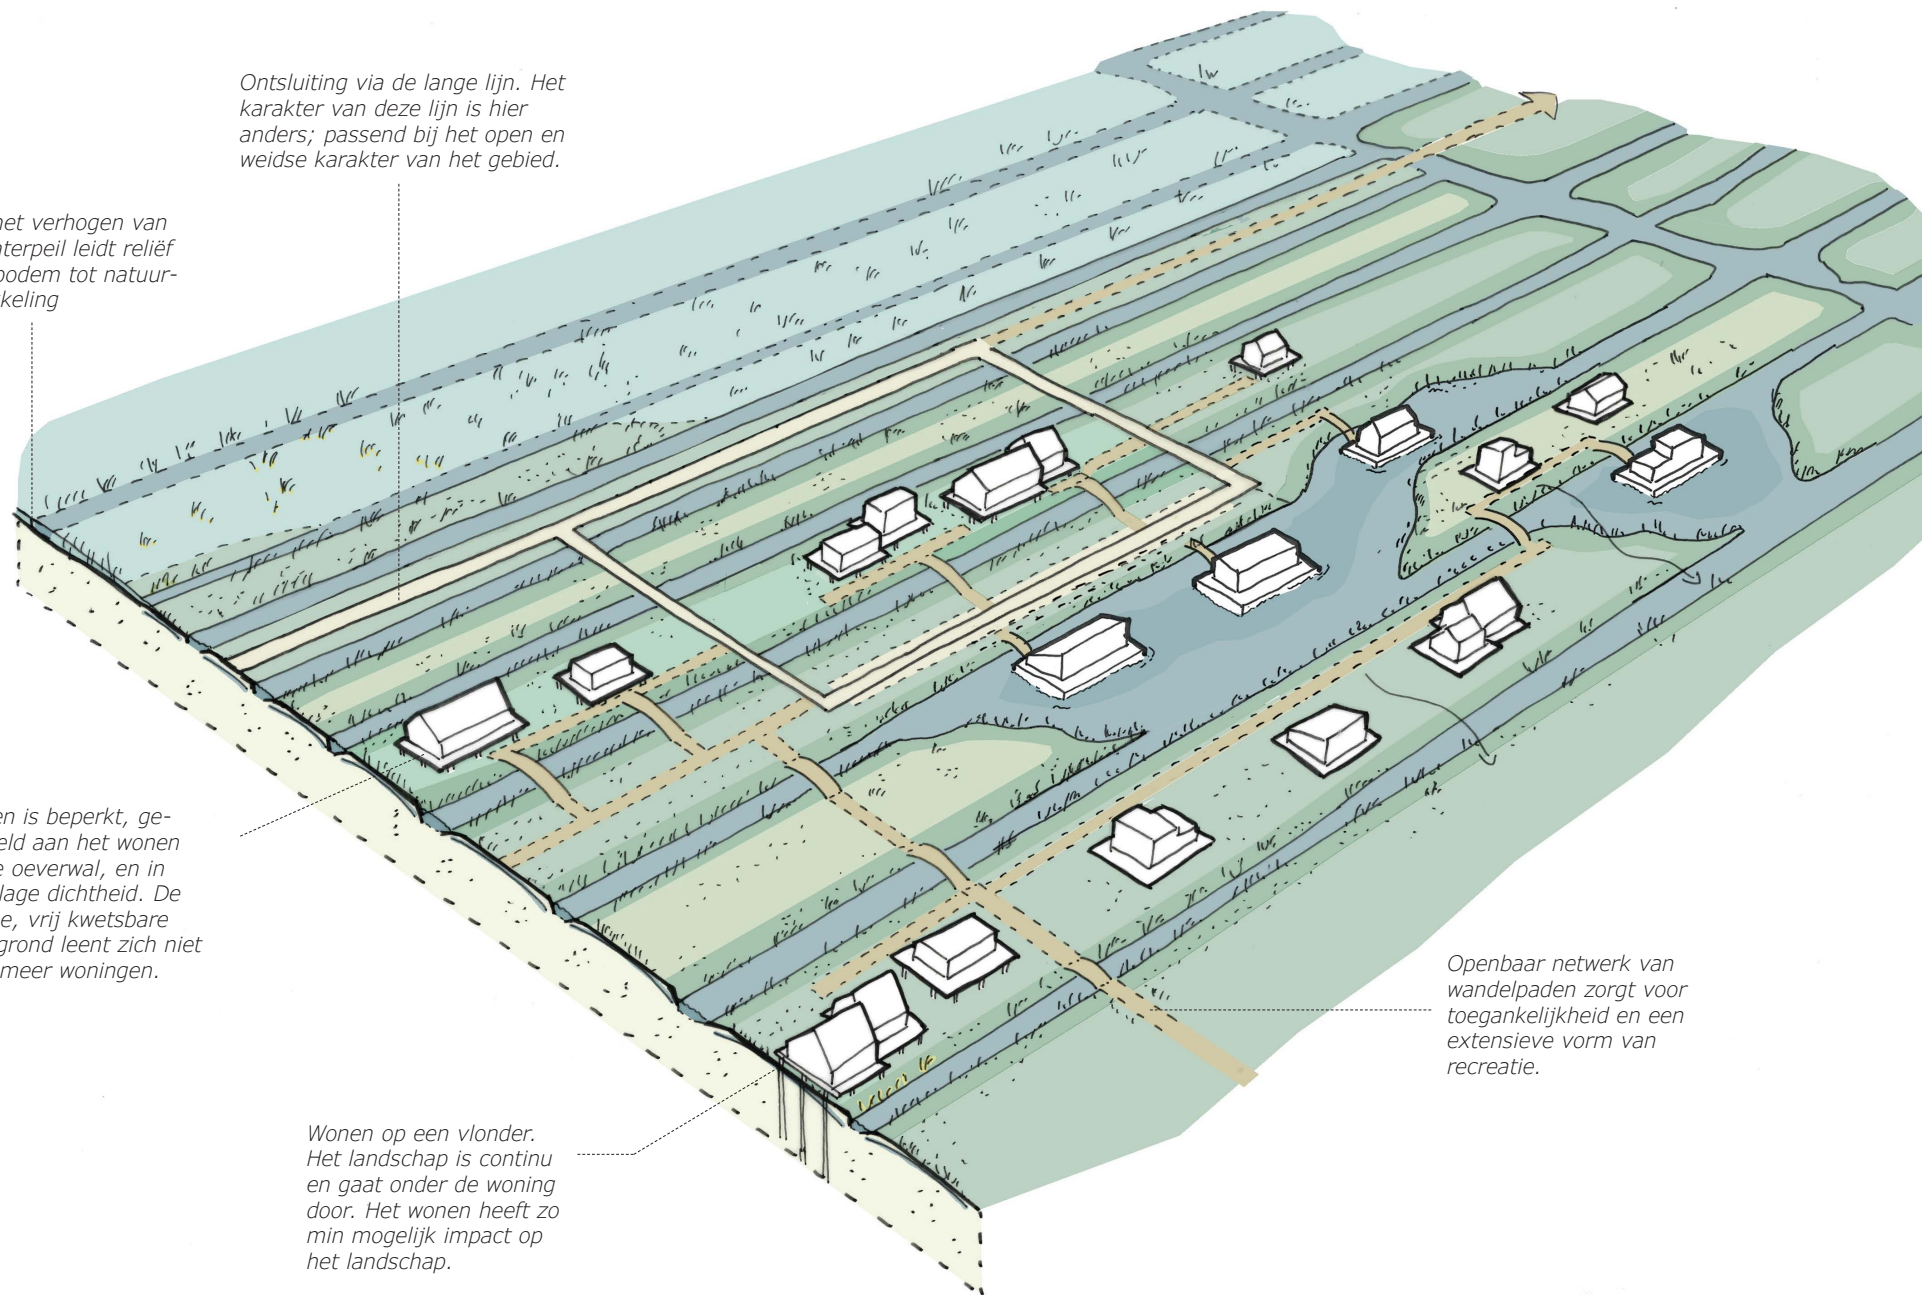 Ontsluiting via de lange lijn. Het
karakter van deze lijn is hier
anders; passend bij het open en
weidse karakter van het gebied.
het verhogen van
terpeil leidt reliëf
bodem tot natuur-
keling
en is beperkt, ge-
eld aan het wonen
e oeverwal, en in
lage dichtheid. De
e, vrij kwetsbare
grond leent zich niet
meer woningen.
Openbaar netwerk van
wandelpaden zorgt voor
toegankelijkheid en een
extensieve vorm van
recreatie.
Wonen op een vlonder.
Het landschap is continu
en gaat onder de woning
door. Het wonen heeft zo
min mogelijk impact op
het landschap.